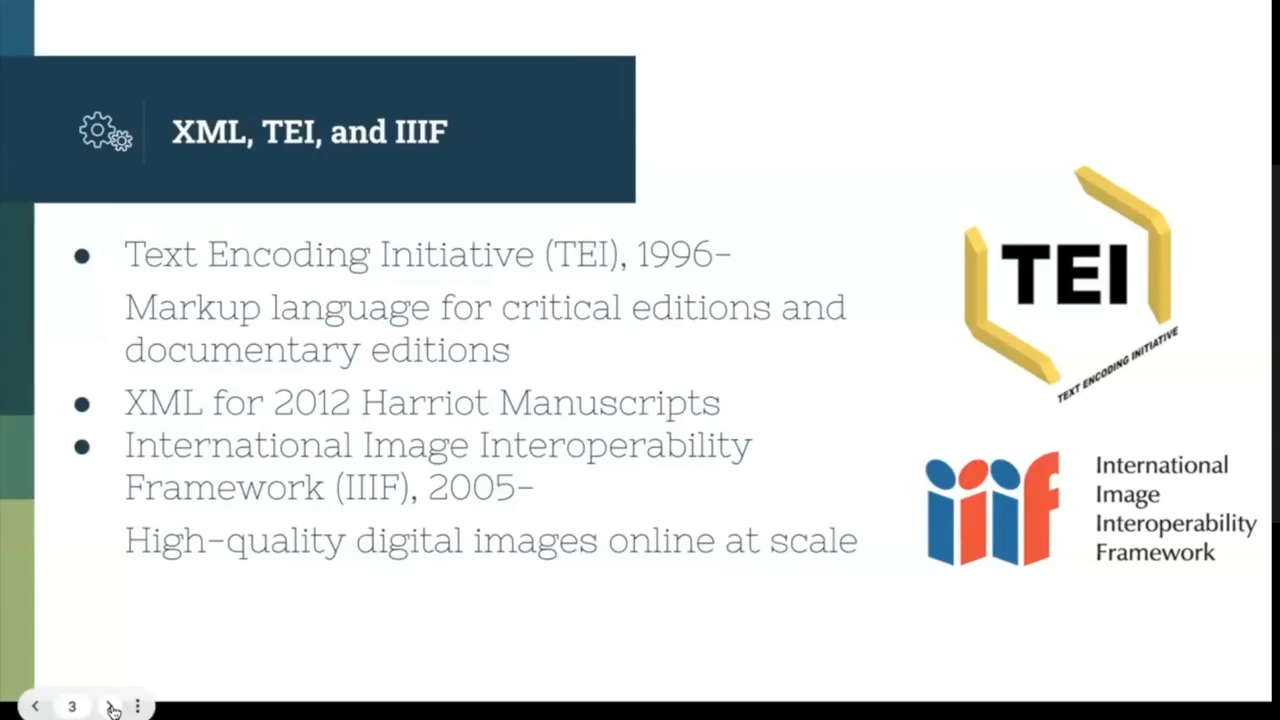 XML, TEI, and IIIF
Text Encoding Initiative (TEI), 1996–
Markup language for critical editions and
documentary editions
XML for 2012 Harriot Manuscripts
International Image Interoperability
Framework (IIIF), 2005–
High-quality digital images online at scale
TEI
TEXT ENCODING INITIATIVE
iiif
International
Image
Interoperability
Framework
3